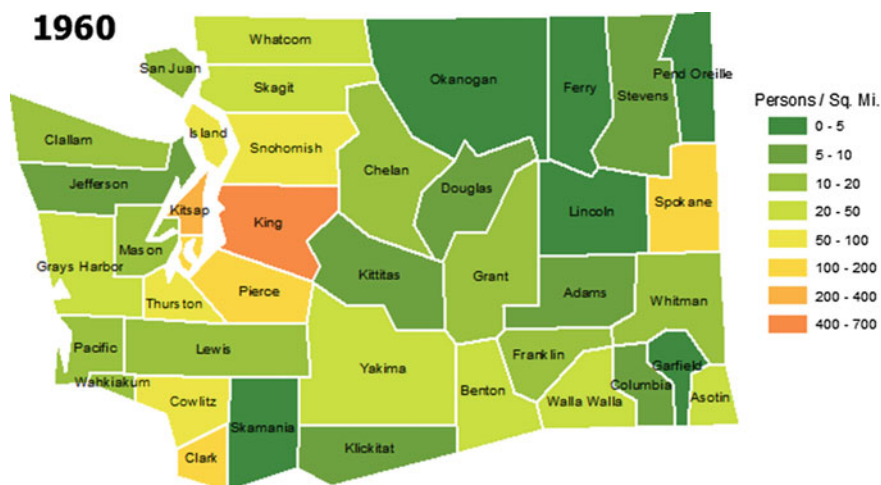 1960
Whatcom
San Juan
Skagit
Okanogan
Ferry
Stevens
Pend Oreille
Persons / Sq. Mi.
0 - 5
5 - 10
10 - 20
20 - 50
50 - 100
100 - 200
200 - 400
400 - 700
Clallam
Island
Snohomish
Chelan
Douglas
Jefferson
Kitsap
King
Lincoln
Spokane
Mason
Grays Harbor
Kittitas
Grant
Adams
Whitman
Thurston
Pierce
Pacific
Lewis
Yakima
Franklin
Garfield
Wahkiakum
Cowlitz
Benton
Walla Walla
Columbia
Asotin
Skamania
Klickitat
Clark